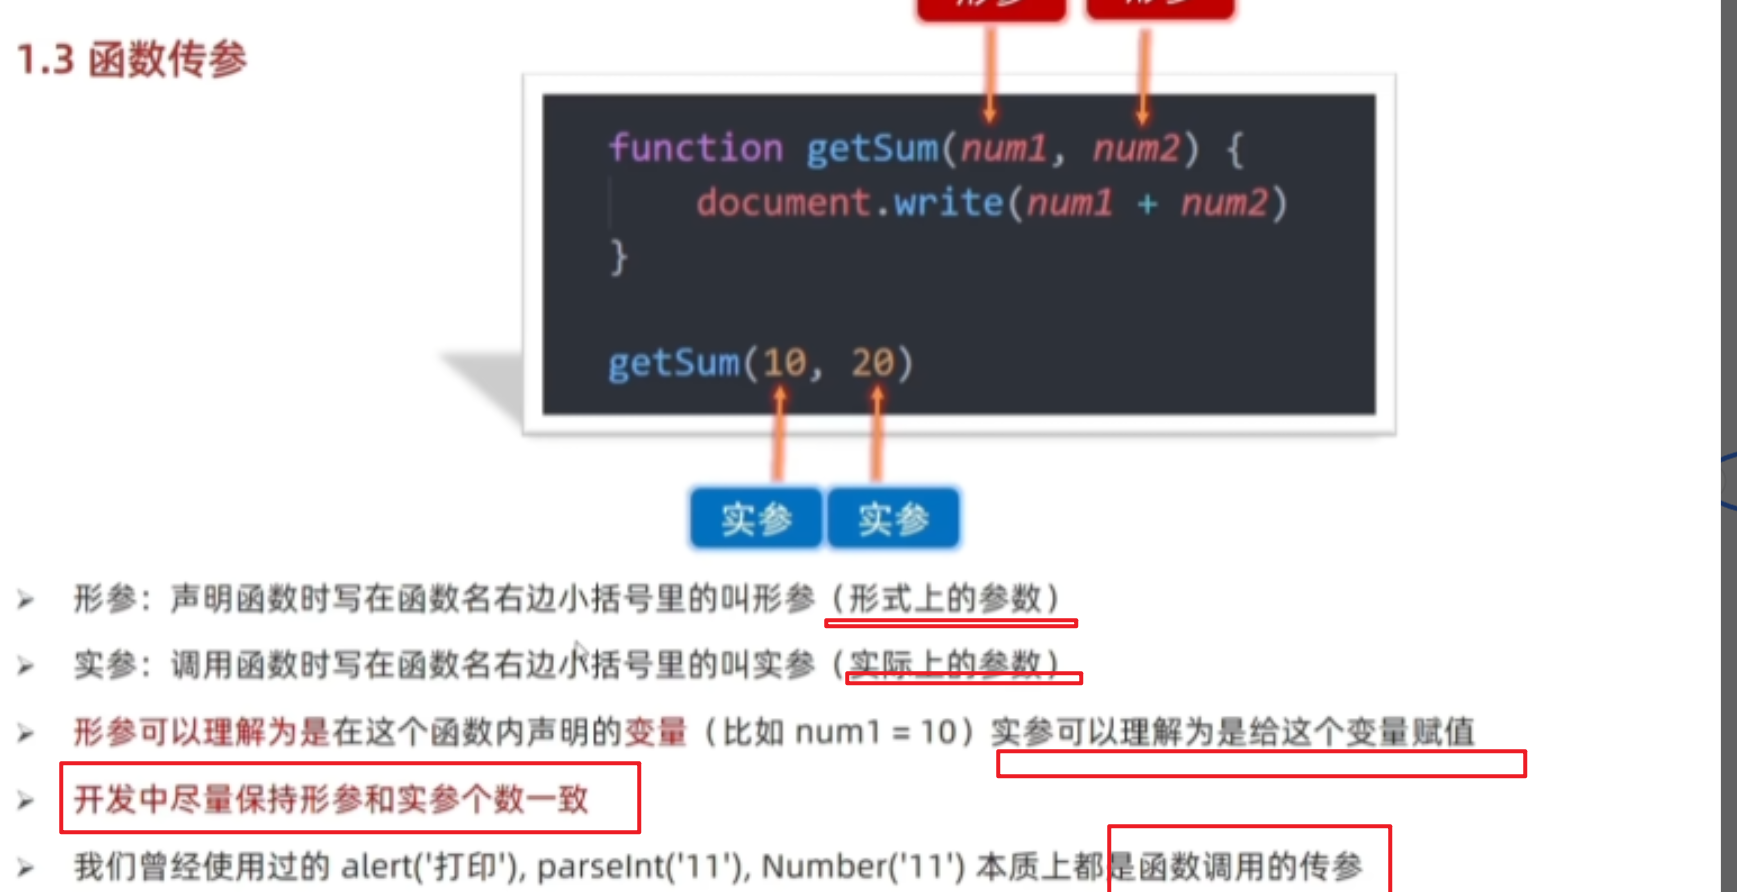 形参 形参
1.3 函数传参
function getSum(num1, num2) {
document.write(num1 + num2)
}
getSum(10, 20)
实参 实参
形参：声明函数时写在函数名右边小括号里的叫形参（形式上的参数）
实参：调用函数时写在函数名右边小括号里的叫实参（实际上的参数）
形参可以理解为是在这个函数内声明的变量（比如 num1 = 10）实参可以理解为是给这个变量赋值
开发中尽量保持形参和实参个数一致
我们曾经使用过的 alert('打印'), parseInt('11'), Number('11') 本质上都是函数调用的传参